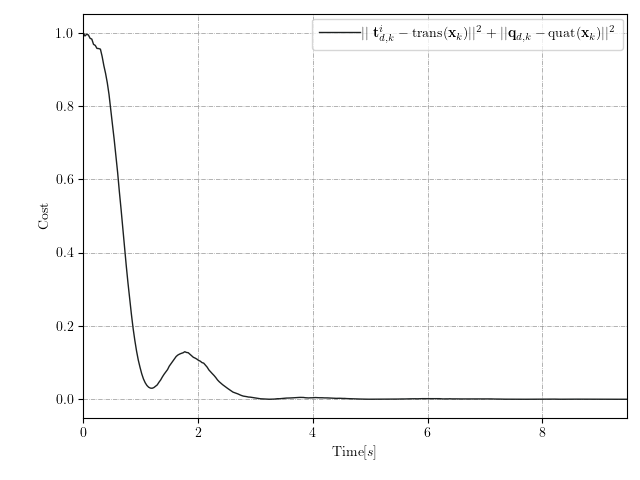 || t^i_{d,k} − trans(x_k)||^2 + ||q_{d,k} − quat(x_k)||^2
1.0
0.8
0.6
0.4
0.2
0.0
Cost
0 2 4 6 8
Time[s]